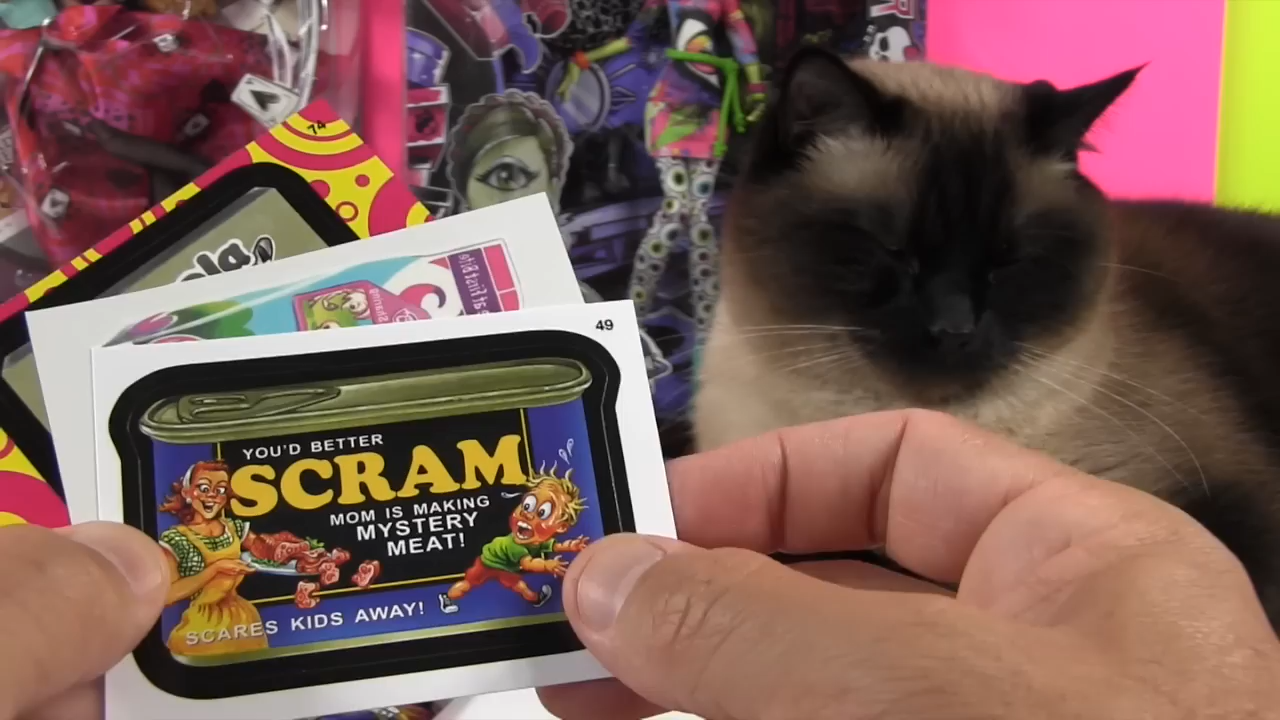 74
49
YOU'D BETTER
SCRAM
MOM IS MAKING
MYSTERY
MEAT!
SCARES KIDS AWAY!